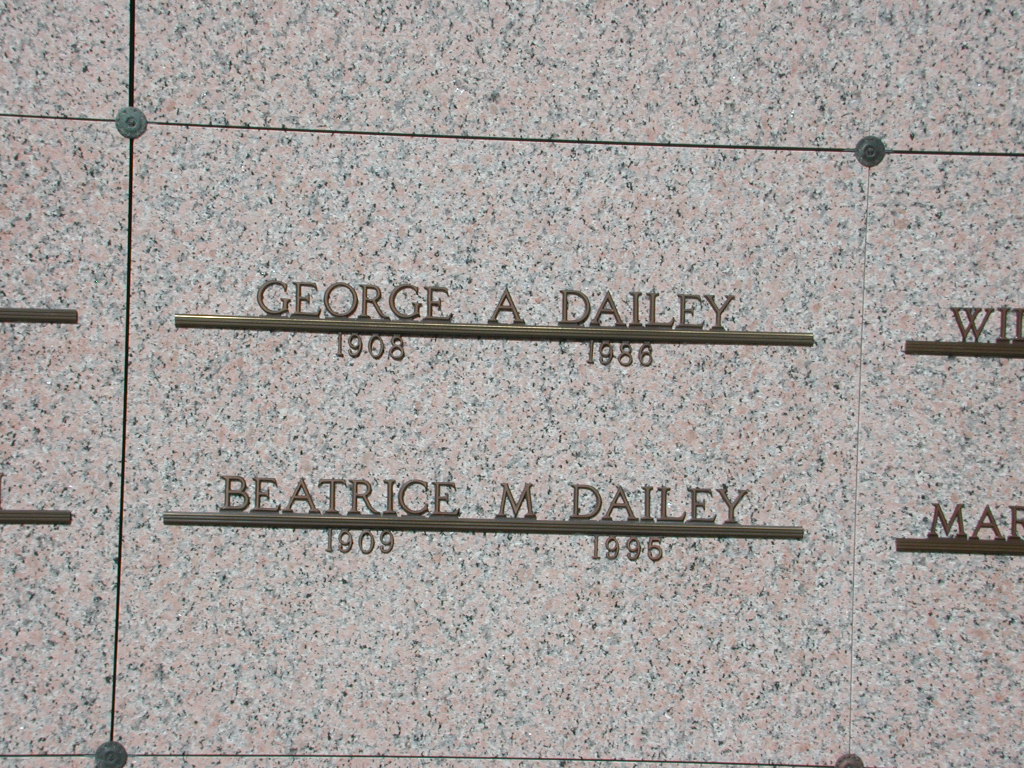 GEORGE A DAILEY
1908 1986
BEATRICE M DAILEY
1909 1995